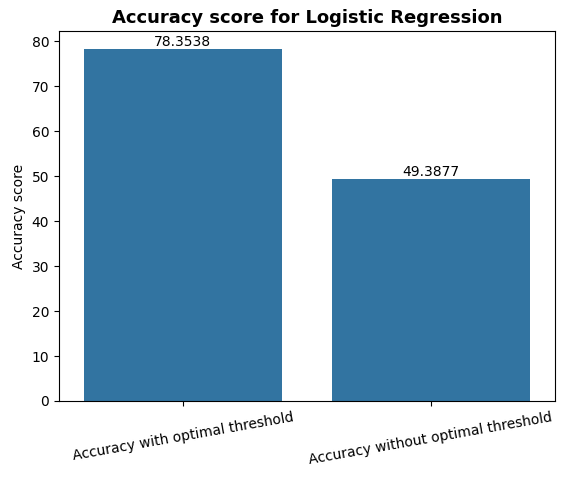 Accuracy score for Logistic Regression
Accuracy score
80
70
60
50
40
30
20
10
0
78.3538
49.3877
Accuracy with optimal threshold
Accuracy without optimal threshold